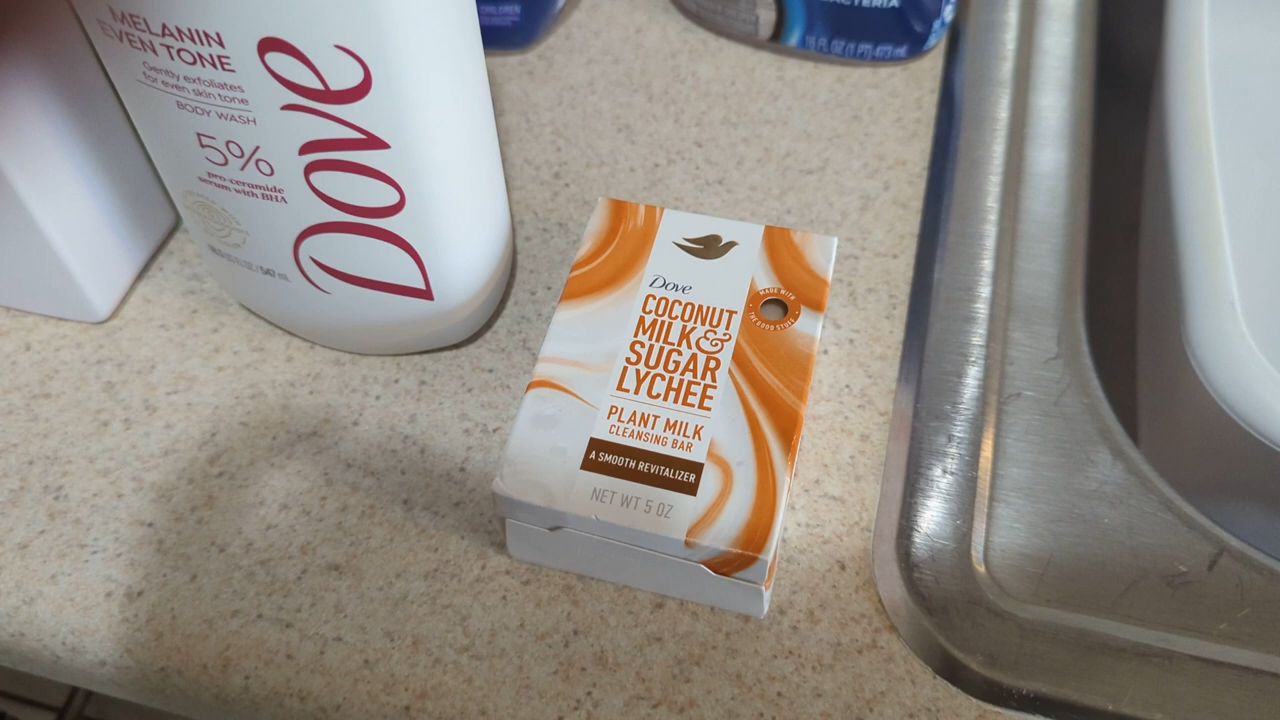 MELANIN
EVEN TONE
Gently exfoliates
for even skin tone
BODY WASH
5%
pro-ceramide
serum with BHA
Dove
CHILDREN
BACTERIA
16 FL OZ (1 PT) 473 mL
Dove
COCONUT
MILK &
SUGAR
LYCHEE
PLANT MILK
CLEANSING BAR
A SMOOTH REVITALIZER
NET WT 5 OZ
MADE WITH
THE GOOD STUFF